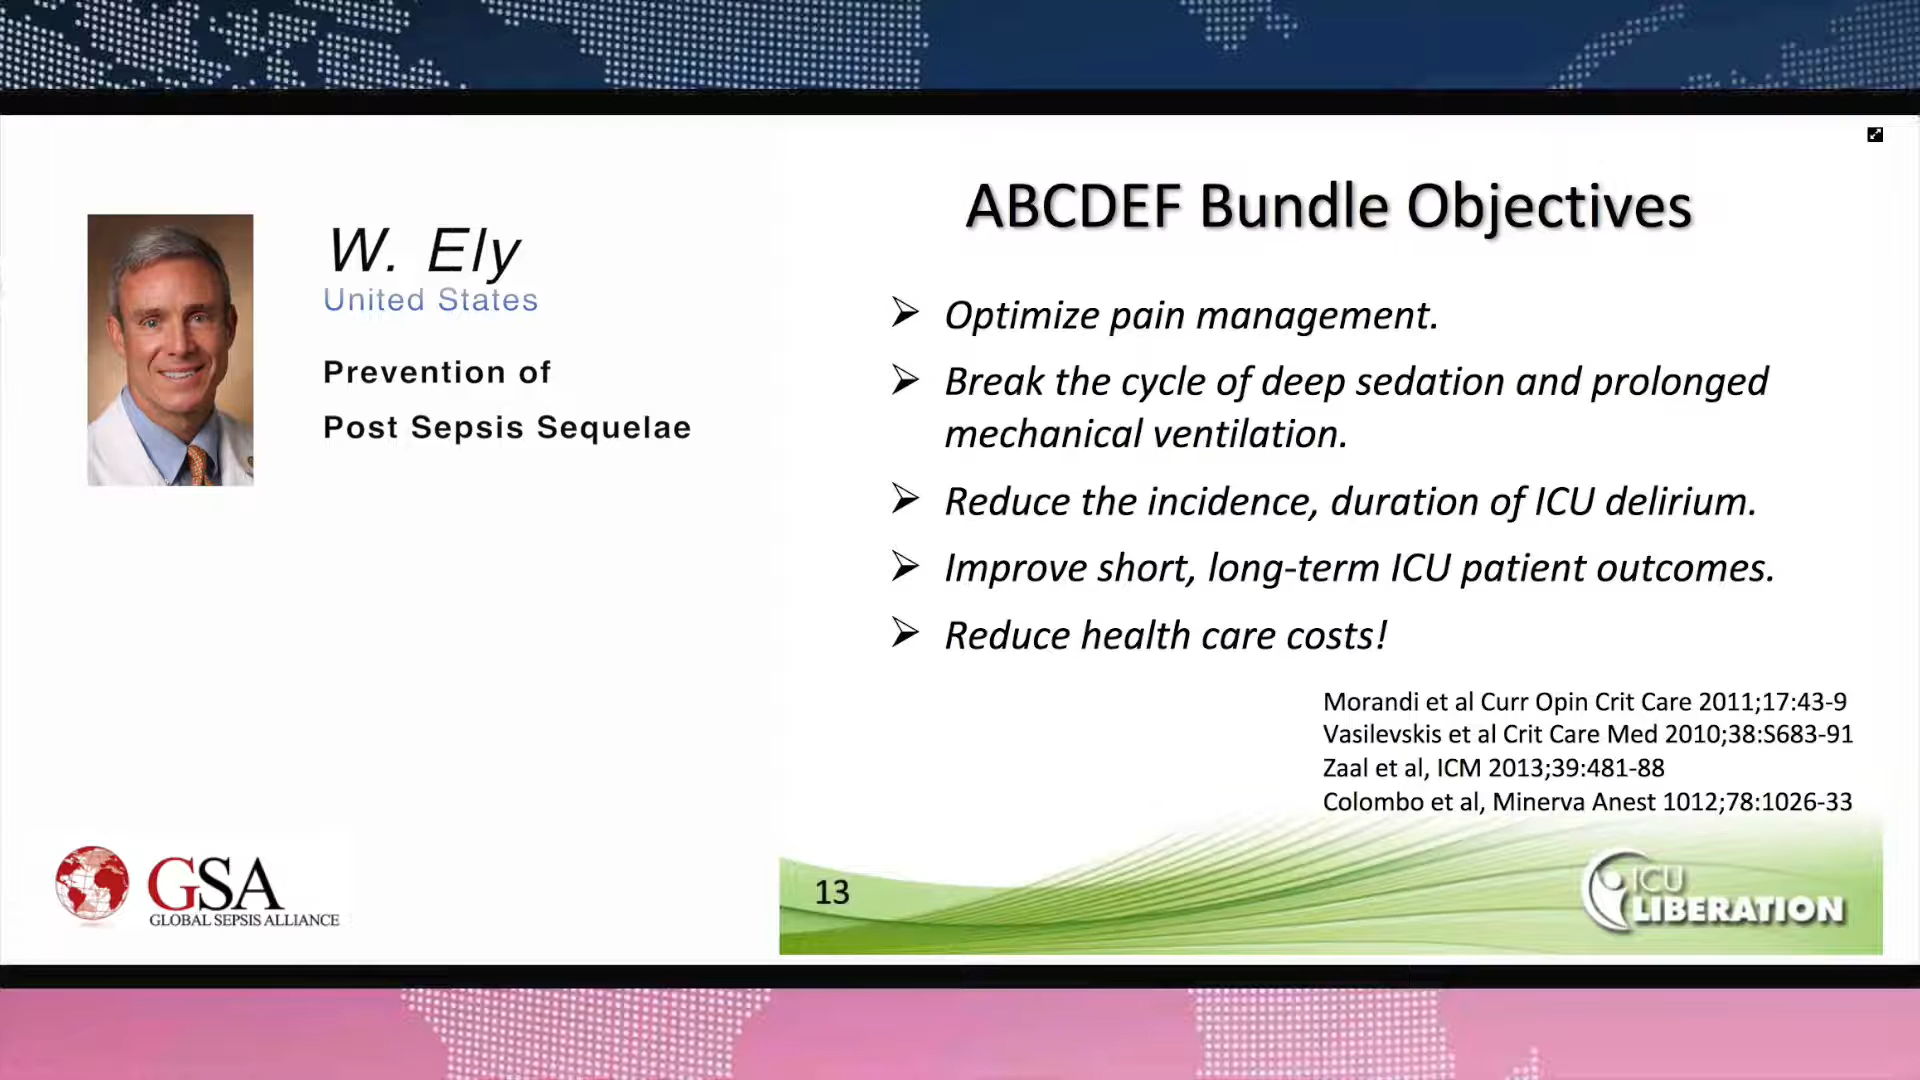 W. Ely
United States
Prevention of
Post Sepsis Sequelae
GSA
GLOBAL SEPSIS ALLIANCE
ABCDEF Bundle Objectives
Optimize pain management.
Break the cycle of deep sedation and prolonged
mechanical ventilation.
Reduce the incidence, duration of ICU delirium.
Improve short, long-term ICU patient outcomes.
Reduce health care costs!
Morandi et al Curr Opin Crit Care 2011;17:43-9
Vasilevskis et al Crit Care Med 2010;38:S683-91
Zaal et al, ICM 2013;39:481-88
Colombo et al, Minerva Anest 1012;78:1026-33
13
ICU
LIBERATION